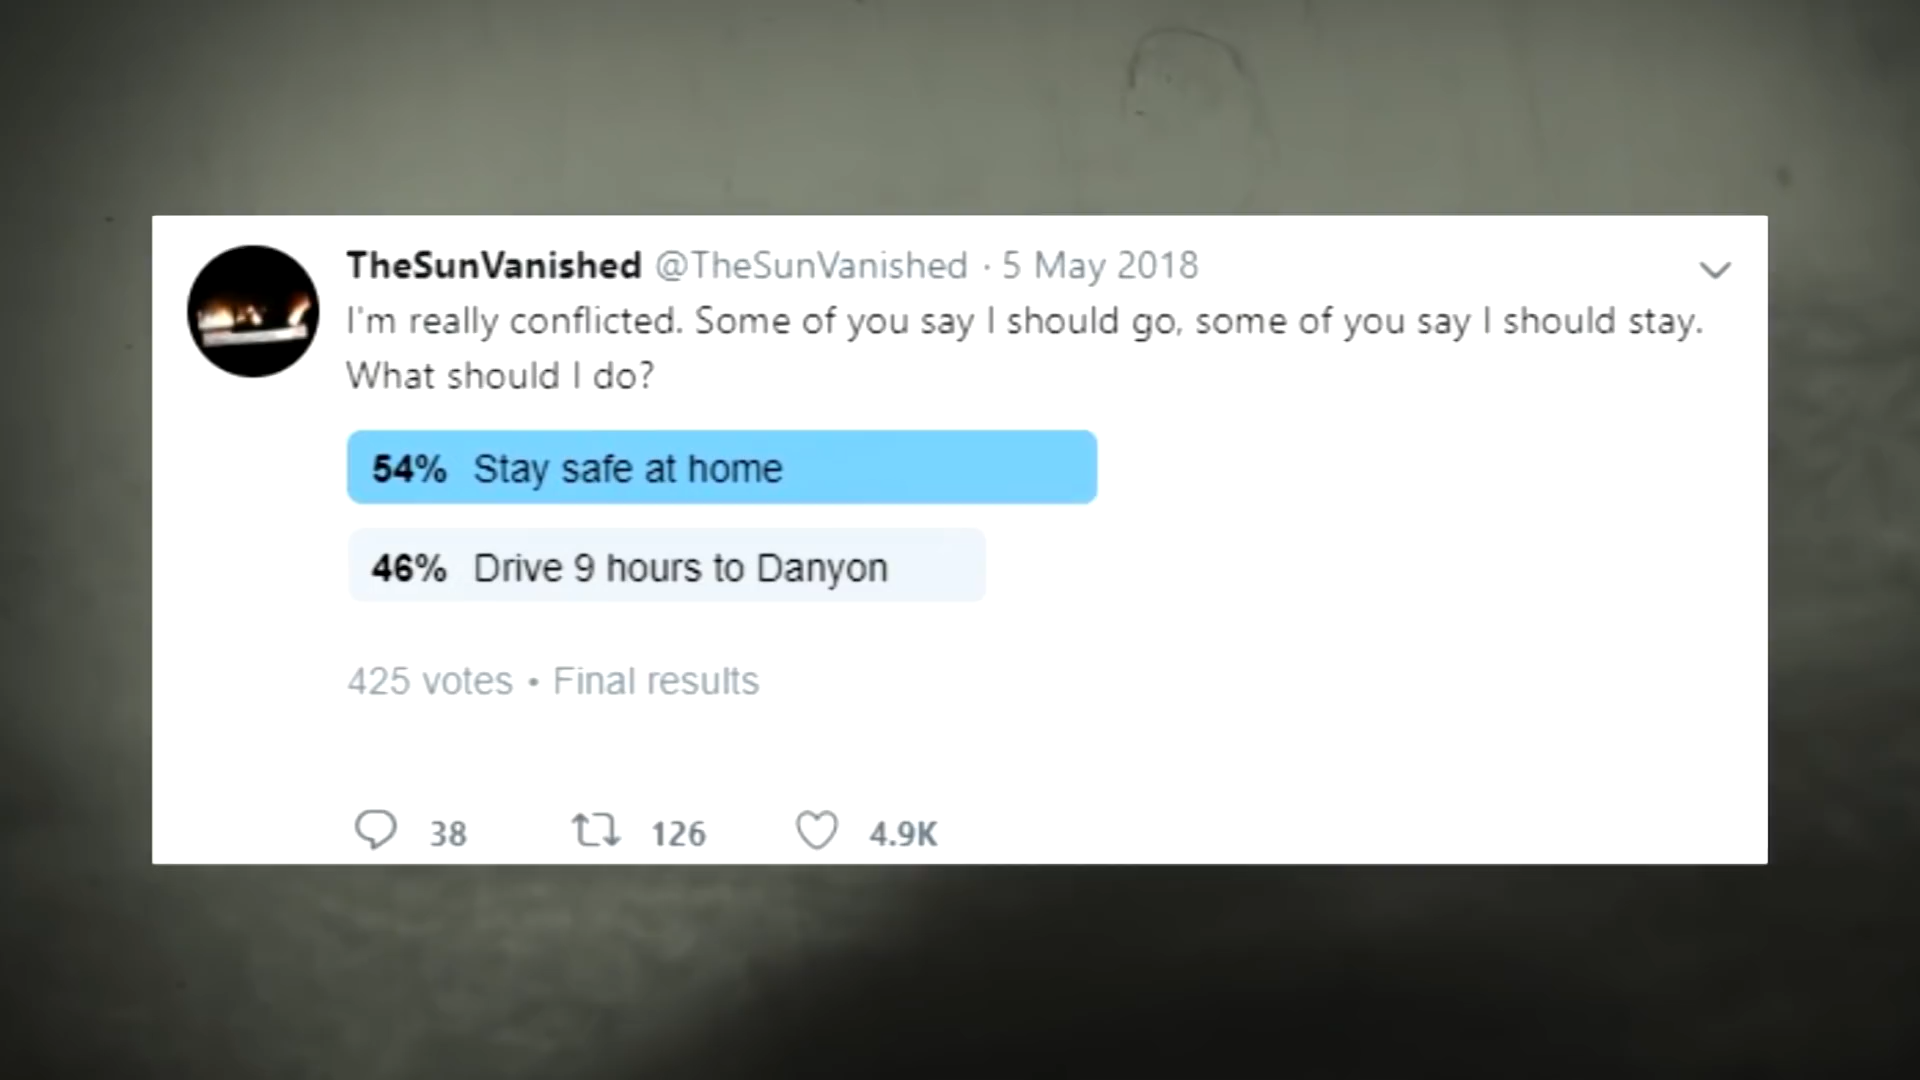 TheSunVanished @TheSunVanished · 5 May 2018
I'm really conflicted. Some of you say I should go, some of you say I should stay.
What should I do?
54% Stay safe at home
46% Drive 9 hours to Danyon
425 votes • Final results
38 126 4.9K